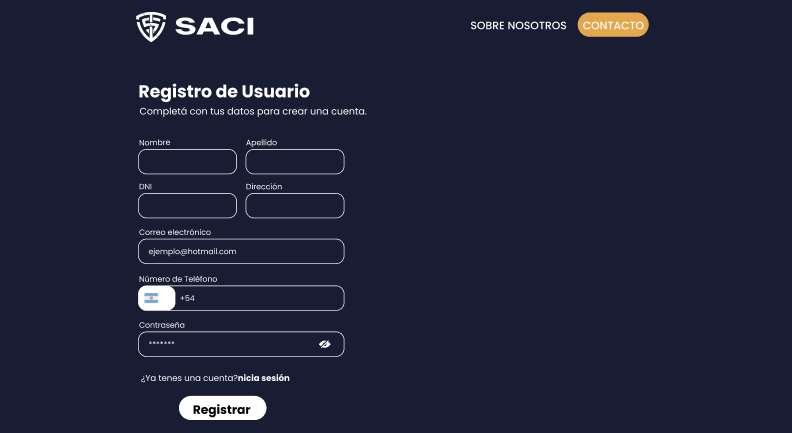 SACI
SOBRE NOSOTROS CONTACTO
Registro de Usuario
Completá con tus datos para crear una cuenta.
Nombre Apellido
DNI Dirección
Correo electrónico
ejemplo@hotmail.com
Número de Teléfono
+54
Contraseña
*******
¿Ya tenes una cuenta?nicia sesión
Registrar